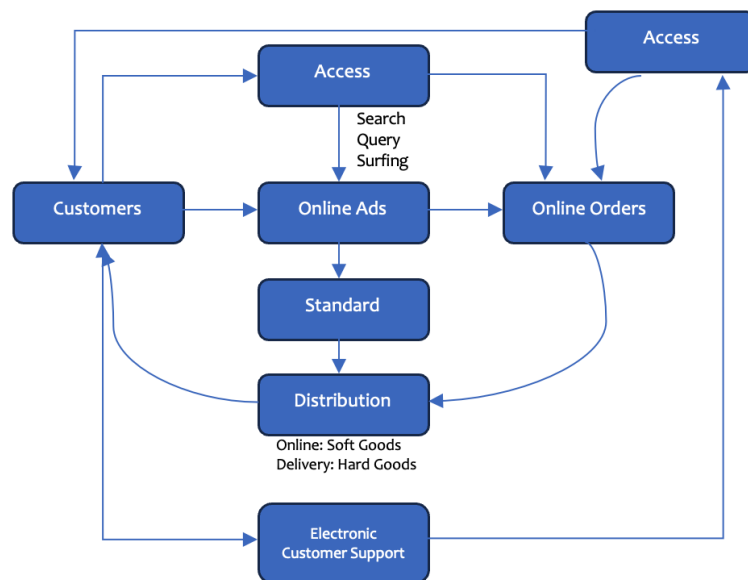 Access
Access
Search
Query
Surfing
Customers
Online Ads
Online Orders
Standard
Distribution
Online: Soft Goods
Delivery: Hard Goods
Electronic
Customer Support